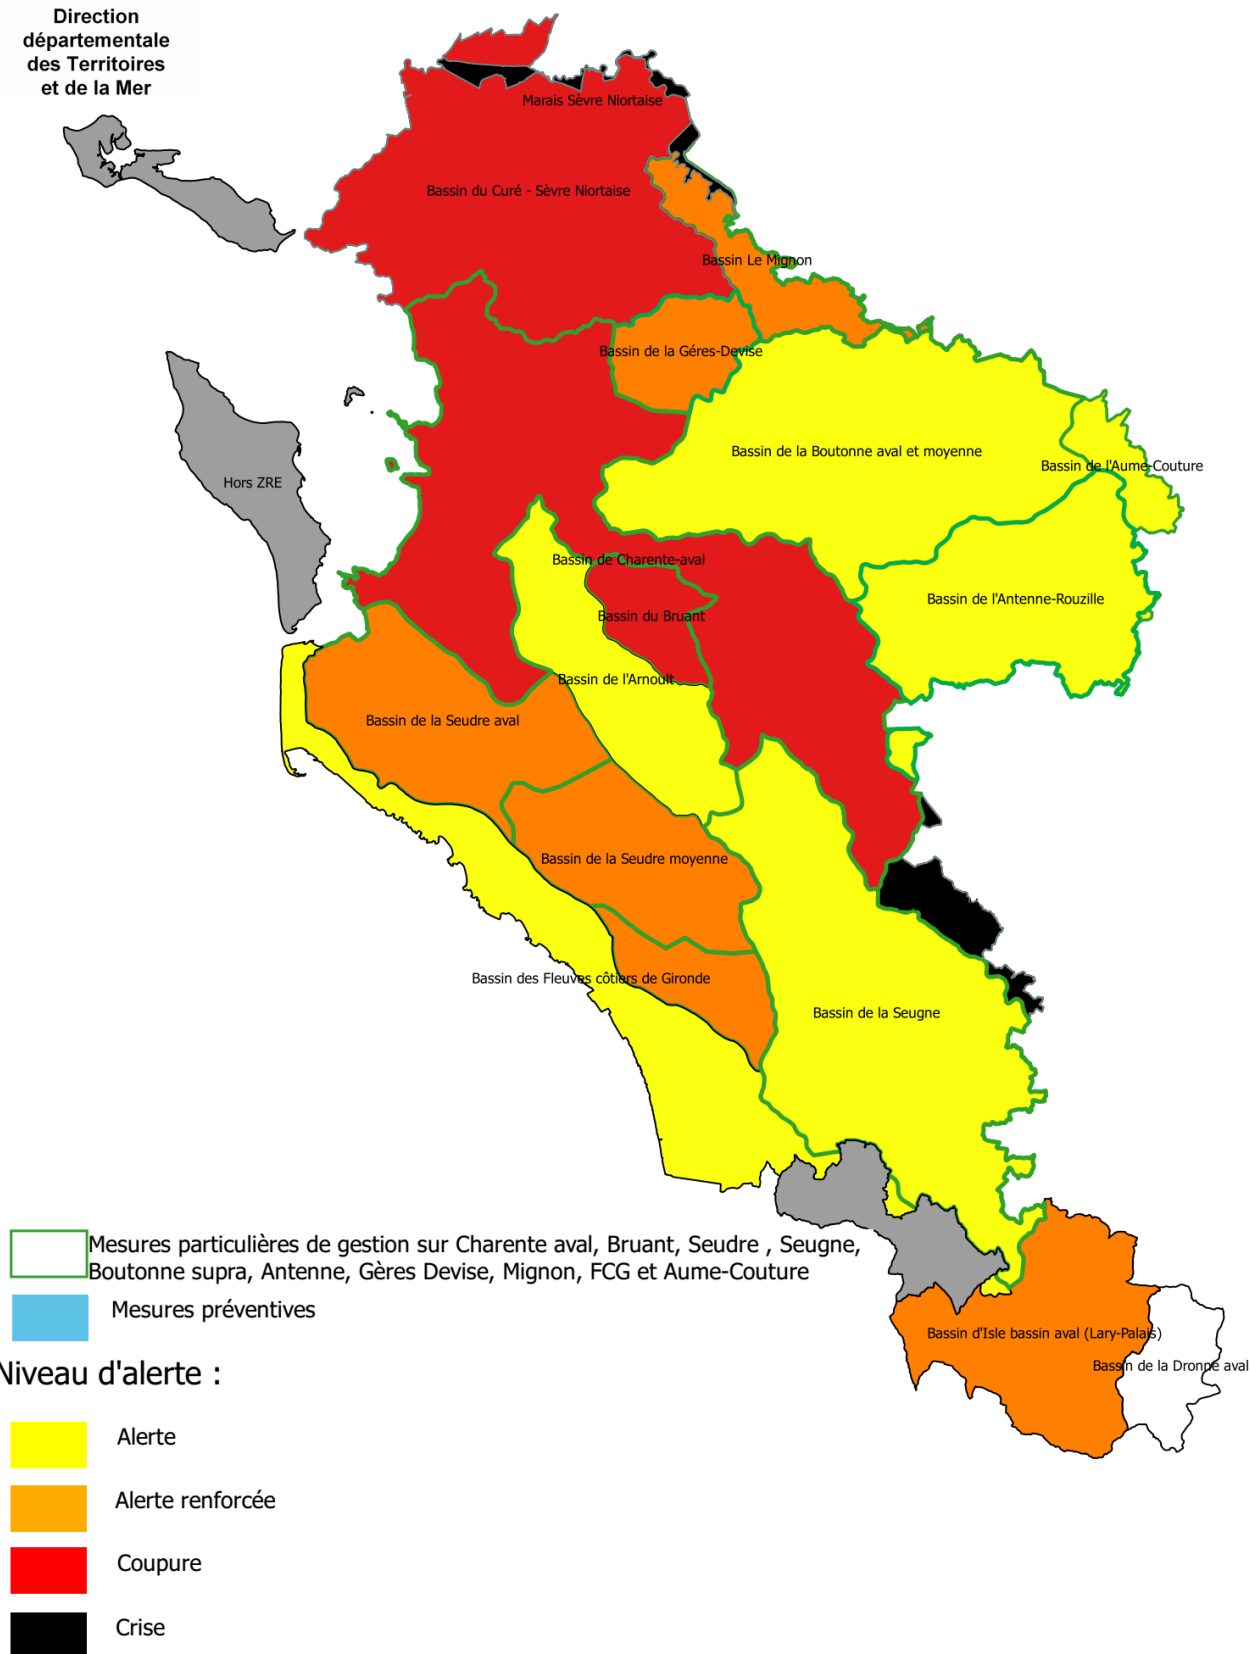 Direction
départementale
des Territoires
et de la Mer
Marais Sèvre Niortaise
Bassin du Curé - Sèvre Niortaise
Bassin Le Mignon
Bassin de la Géres-Devise
Bassin de la Boutonne aval et moyenne
Bassin de l'Aume-Couture
Hors ZRE
Bassin de Charente-aval
Bassin de l'Antenne-Rouzille
Bassin du Bruant
Bassin de l'Arnoult
Bassin de la Seudre aval
Bassin de la Seudre moyenne
Bassin des Fleuves côtiers de Gironde
Bassin de la Seugne
Mesures particulières de gestion sur Charente aval, Bruant, Seudre , Seugne,
Boutonne supra, Antenne, Gères Devise, Mignon, FCG et Aume-Couture
Mesures préventives
Bassin d'Isle bassin aval (Lary-Palais)
Bassin de la Dronne aval
Niveau d'alerte :
Alerte
Alerte renforcée
Coupure
Crise